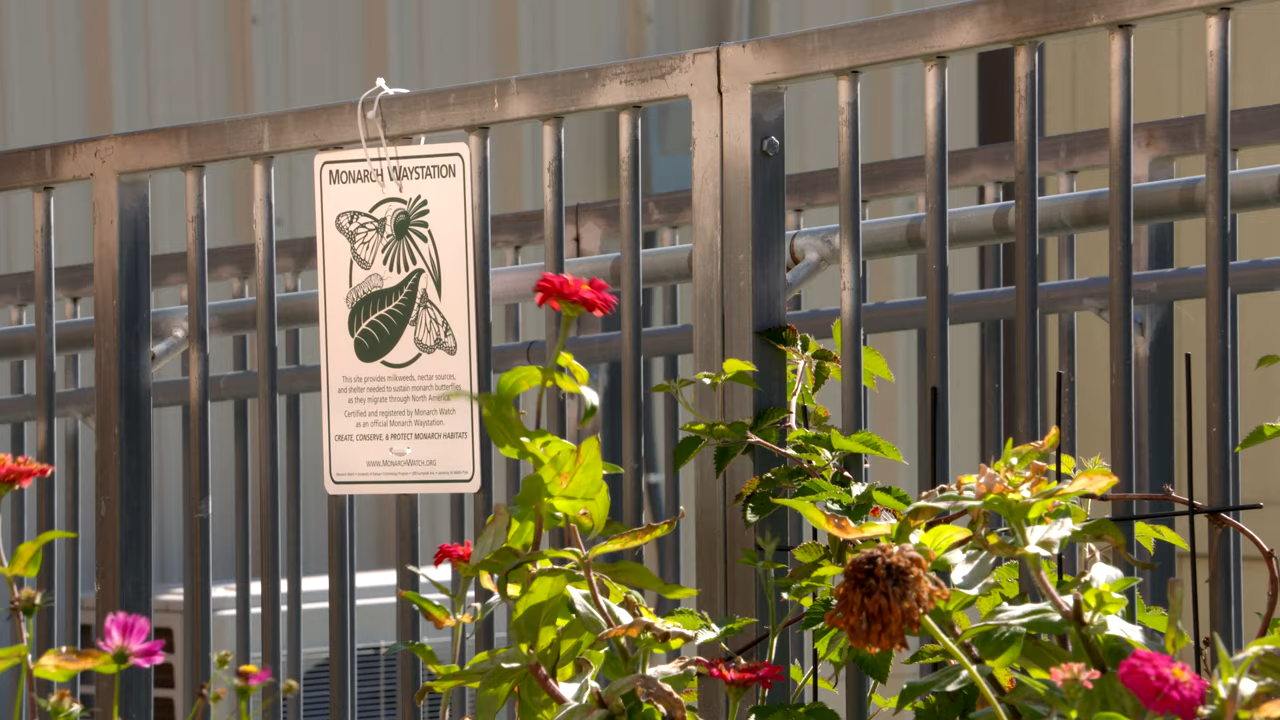 MONARCH WAYSTATION
This site provides milkweeds, nectar sources,
and shelter needed to sustain monarch butterflies
as they migrate through North America.
Certified and registered by Monarch Watch
as an official Monarch Waystation.
CREATE, CONSERVE, & PROTECT MONARCH HABITATS
WWW.MONARCHWATCH.ORG